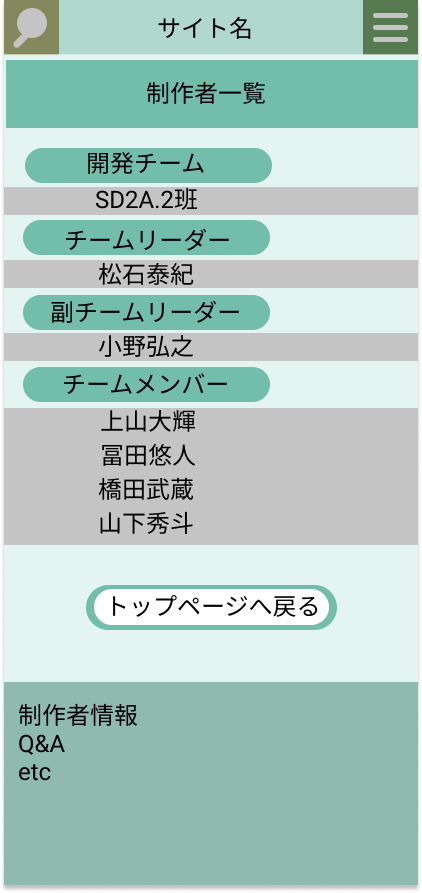 サイト名
制作者一覧
開発チーム
SD2A.2班
チームリーダー
松石泰紀
副チームリーダー
小野弘之
チームメンバー
上山大輝
冨田悠人
橋田武蔵
山下秀斗
トップページへ戻る
制作者情報
Q&A
etc